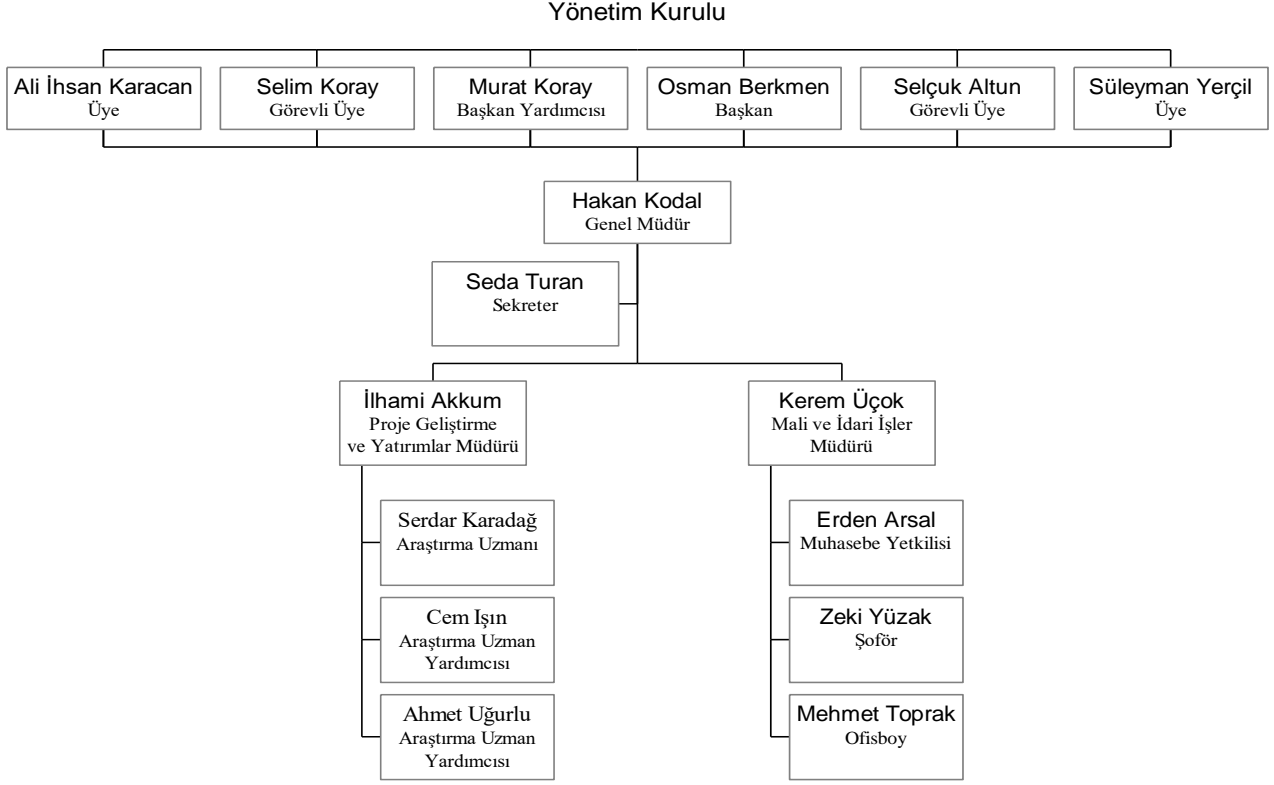 Yönetim Kurulu
Ali İhsan Karacan
Üye
Selim Koray
Görevli Üye
Murat Koray
Başkan Yardımcısı
Osman Berkmen
Başkan
Selçuk Altun
Görevli Üye
Süleyman Yerçil
Üye
Hakan Kodal
Genel Müdür
Seda Turan
Sekreter
İlhami Akkum
Proje Geliştirme
ve Yatırımlar Müdürü
Serdar Karadağ
Araştırma Uzmanı
Cem Işın
Araştırma Uzman
Yardımcısı
Ahmet Uğurlu
Araştırma Uzman
Yardımcısı
Kerem Üçok
Mali ve İdari İşler
Müdürü
Erden Arsal
Muhasebe Yetkilisi
Zeki Yüzak
Şoför
Mehmet Toprak
Ofisboy